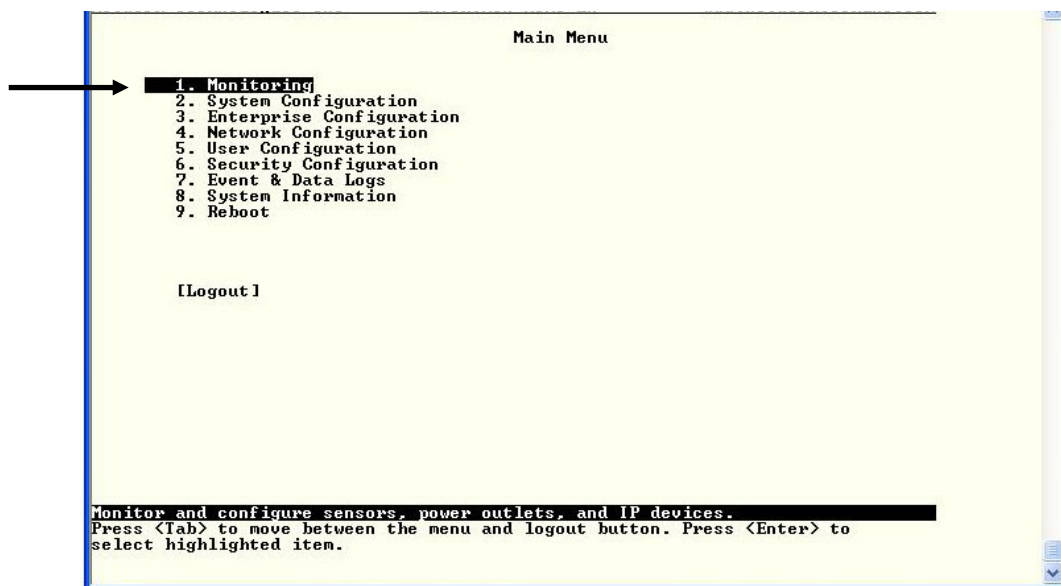 Main Menu
1. Monitoring
2. System Configuration
3. Enterprise Configuration
4. Network Configuration
5. User Configuration
6. Security Configuration
7. Event & Data Logs
8. System Information
9. Reboot
[Logout]
Monitor and configure sensors, power outlets, and IP devices.
Press <Tab> to move between the menu and logout button. Press <Enter> to
select highlighted item.